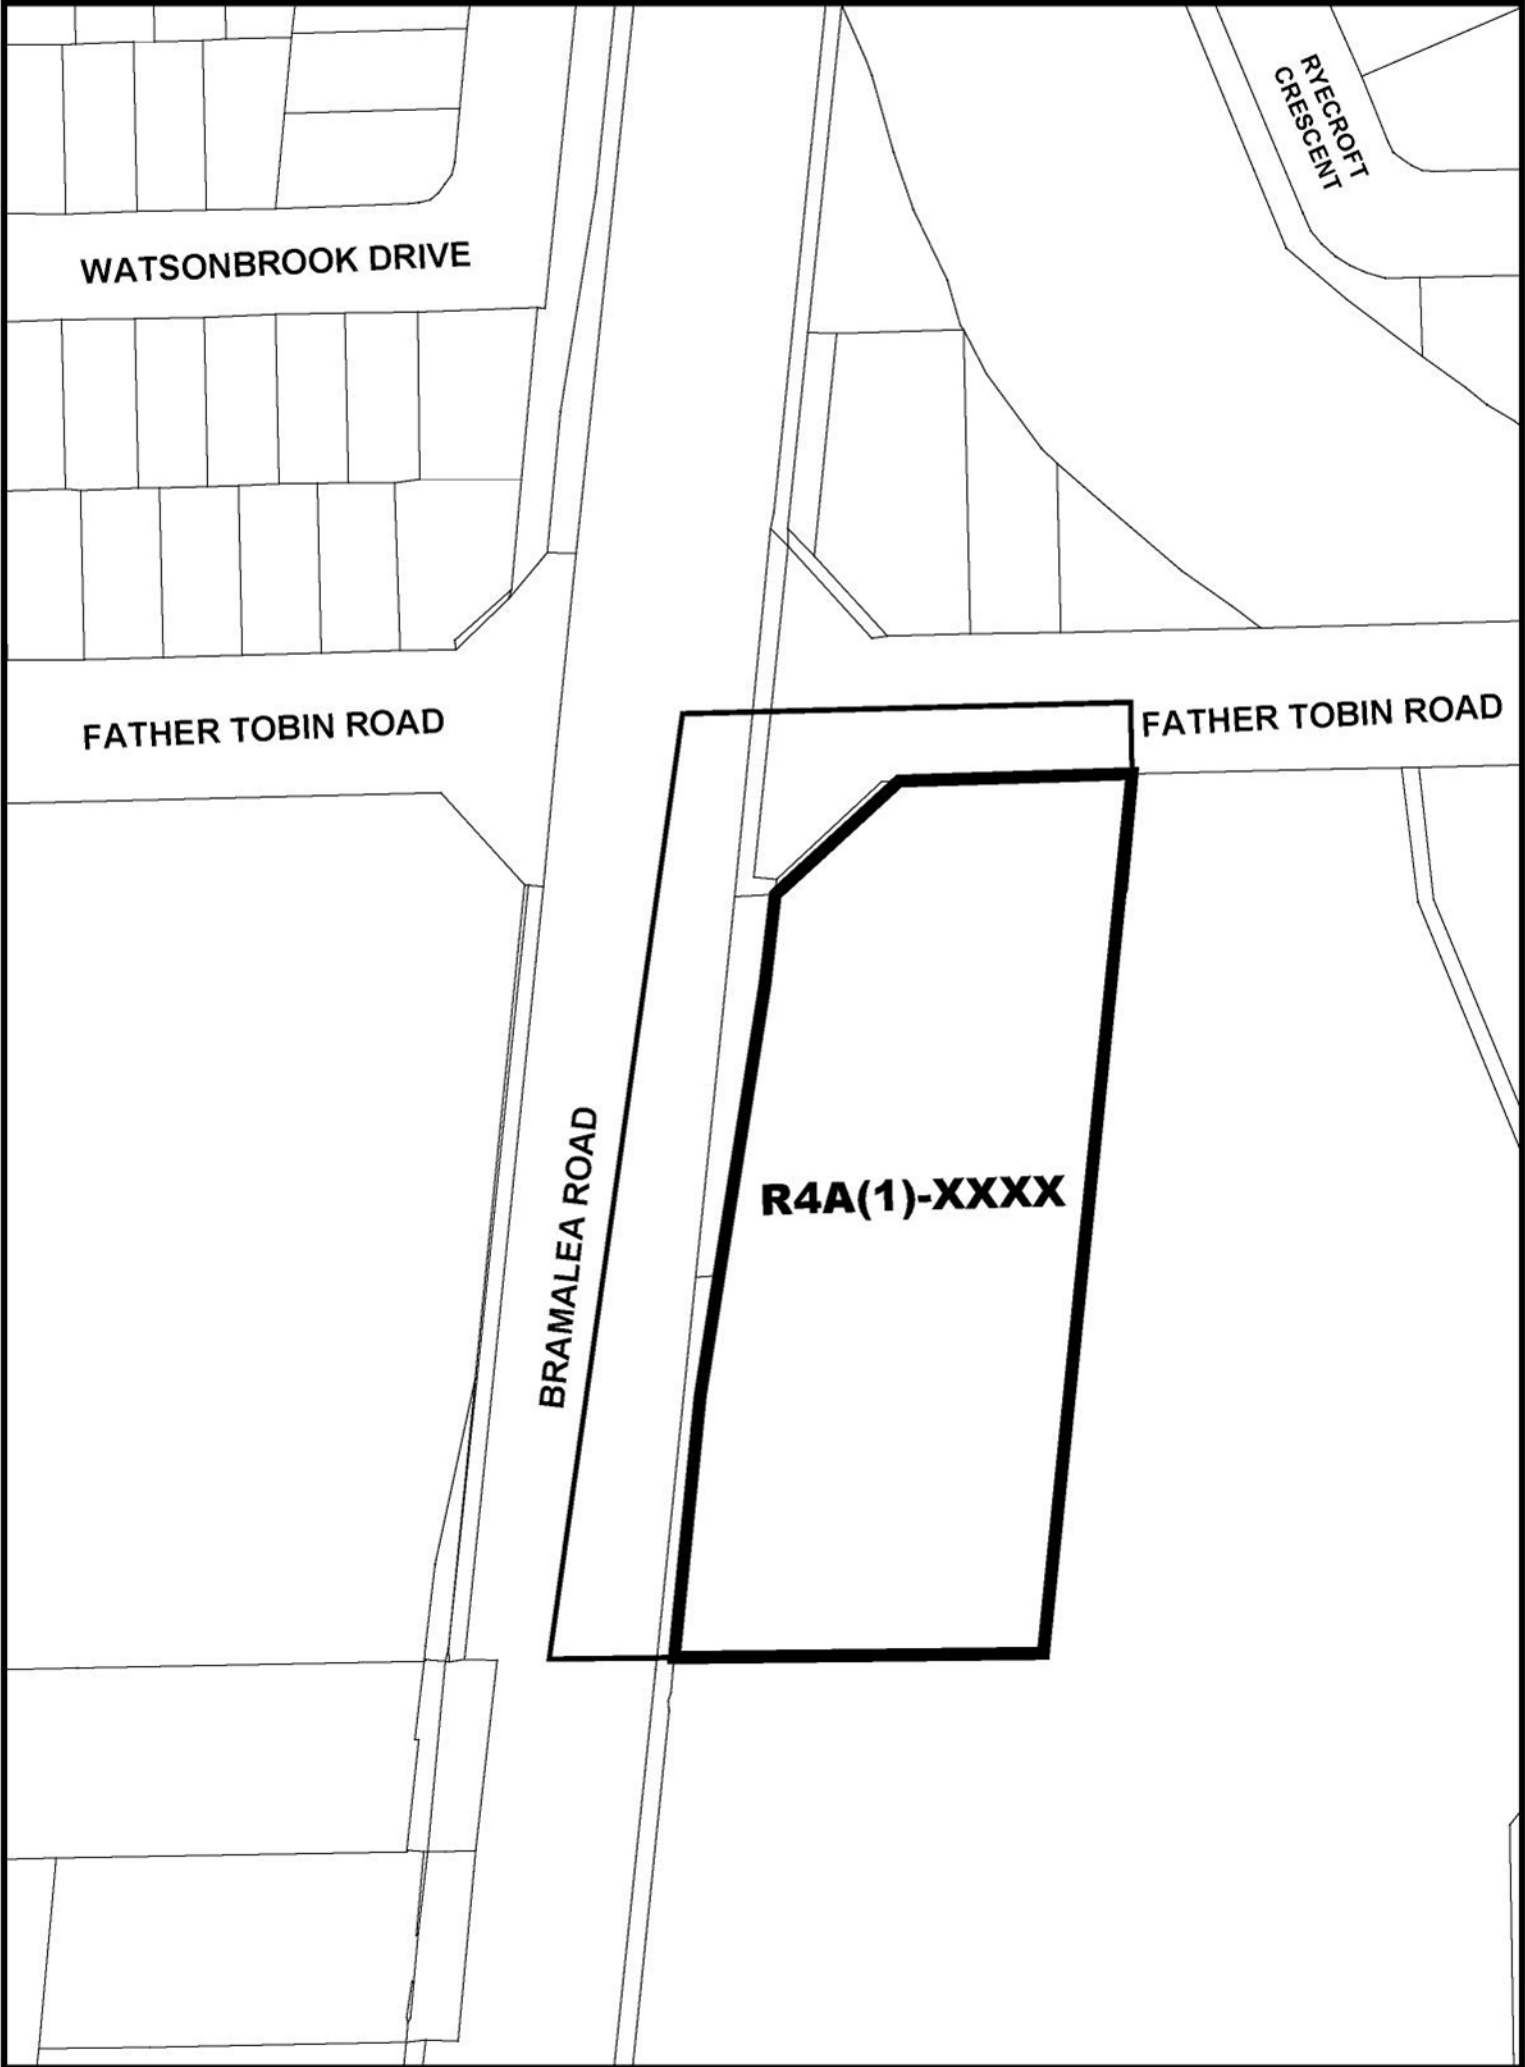 RYECROFT
CRESCENT
WATSONBROOK DRIVE
FATHER TOBIN ROAD
FATHER TOBIN ROAD
BRAMALEA ROAD
R4A(1)-XXXX